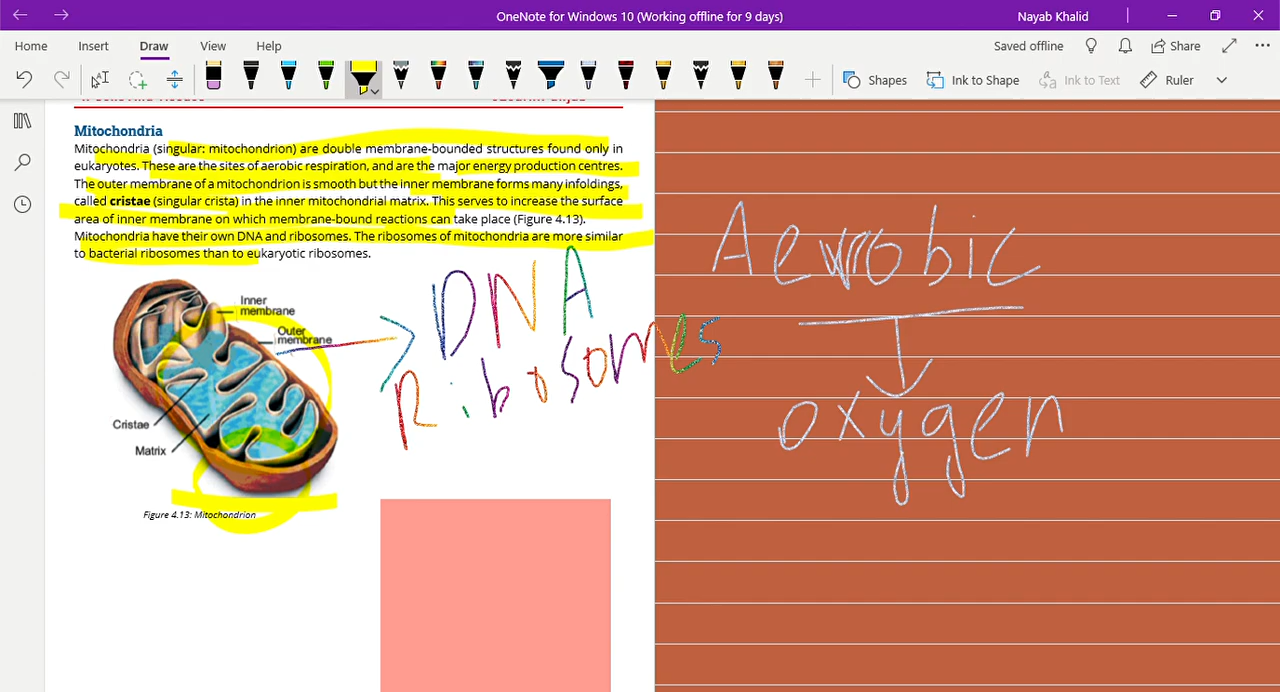 OneNote for Windows 10 (Working offline for 9 days)
Nayab Khalid
Home Insert Draw View Help
Saved offline Share
Shapes Ink to Shape Ink to Text Ruler
Mitochondria
Mitochondria (singular: mitochondrion) are double membrane-bounded structures found only in
eukaryotes. These are the sites of aerobic respiration, and are the major energy production centres.
The outer membrane of a mitochondrion is smooth but the inner membrane forms many infoldings,
called cristae (singular crista) in the inner mitochondrial matrix. This serves to increase the surface
area of inner membrane on which membrane-bound reactions can take place (Figure 4.13).
Mitochondria have their own DNA and ribosomes. The ribosomes of mitochondria are more similar
to bacterial ribosomes than to eukaryotic ribosomes.
Inner
membrane
Outer
membrane
Cristae
Matrix
Figure 4.13: Mitochondrion
DNA
Ribosomes
Aerobic
oxygen